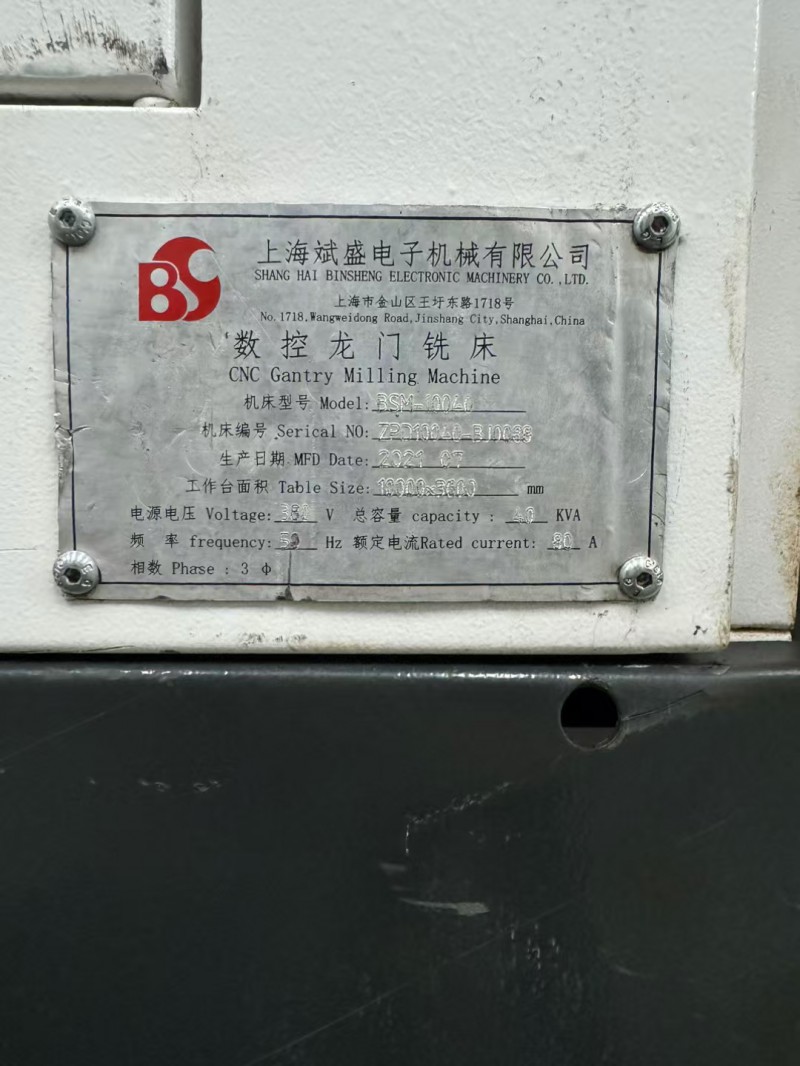 BS
上海斌盛电子机械有限公司
SHANG HAI BINSHENG ELECTRONIC MACHINERY CO.,LTD.
上海市金山区王圩东路1718号
No.1718,Wangweidong Road,Jinshang City,Shanghai,China
数控龙门铣床
CNC Gantry Milling Machine
机床型号 Model:
机床编号 Serical NO:
生产日期 MFD Date: 2021 07
工作台面积 Table Size: mm
电源电压 Voltage: V 总容量 capacity : KVA
频 率 frequency: 50 Hz 额定电流Rated current: 80 A
相数 Phase : 3 φ